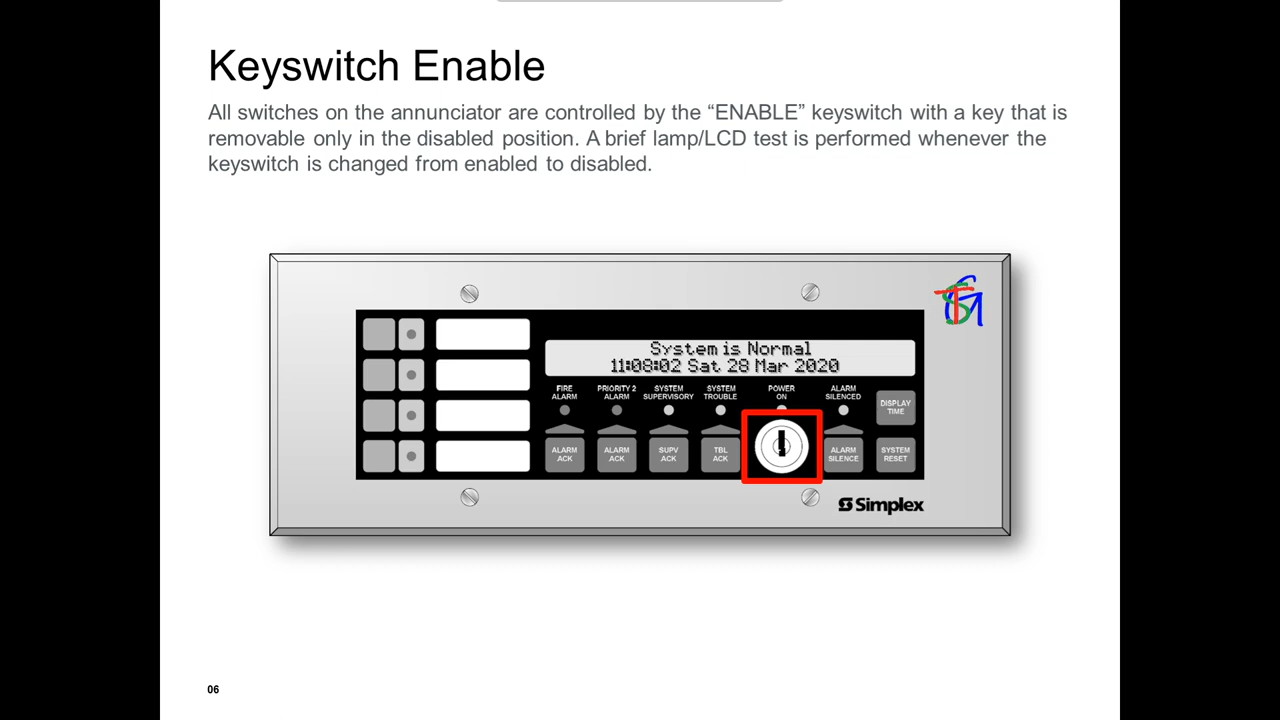 Keyswitch Enable
All switches on the annunciator are controlled by the “ENABLE” keyswitch with a key that is
removable only in the disabled position. A brief lamp/LCD test is performed whenever the
keyswitch is changed from enabled to disabled.
System is Normal
11:08:02 Sat 28 Mar 2020
FIRE ALARM
PRIORITY 2 ALARM
SYSTEM SUPERVISORY
SYSTEM TROUBLE
POWER ON
ALARM SILENCED
DISPLAY TIME
ALARM ACK
ALARM ACK
SUPV ACK
TBL ACK
ALARM SILENCE
SYSTEM RESET
Simplex
06